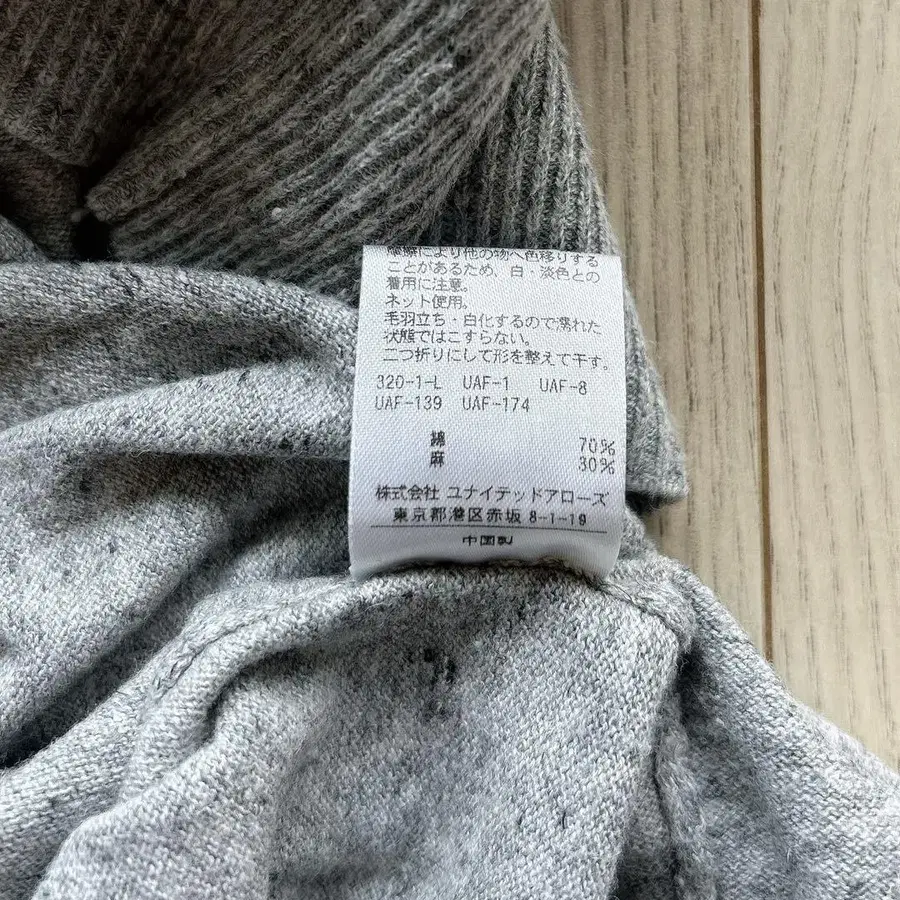 摩擦により他の物へ色移りする
ことがあるため、白・淡色との
着用に注意。
ネット使用。
毛羽立ち・白化するので濡れた
状態ではこすらない。
二つ折りにして形を整えて干す。
320-1-L UAF-1 UAF-8
UAF-139 UAF-174
綿 70%
麻 30%
株式会社 ユナイテッドアローズ
東京都港区赤坂 8-1-19
中国製